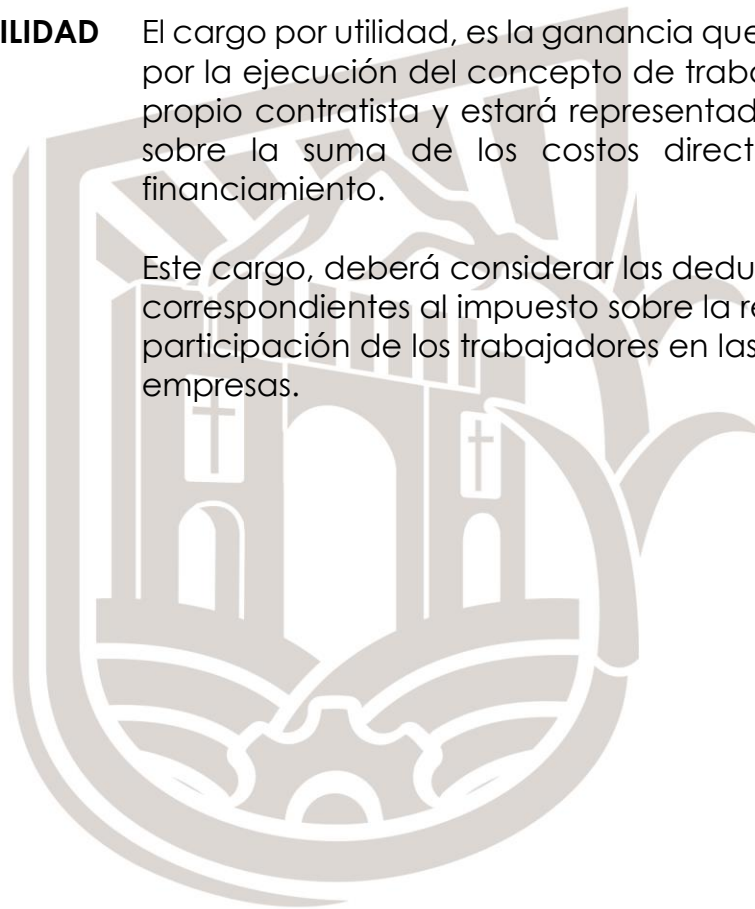 ILIDAD El cargo por utilidad, es la ganancia que
por la ejecución del concepto de trab
propio contratista y estará representad
sobre la suma de los costos direct
financiamiento.
Este cargo, deberá considerar las dedu
correspondientes al impuesto sobre la r
participación de los trabajadores en las
empresas.